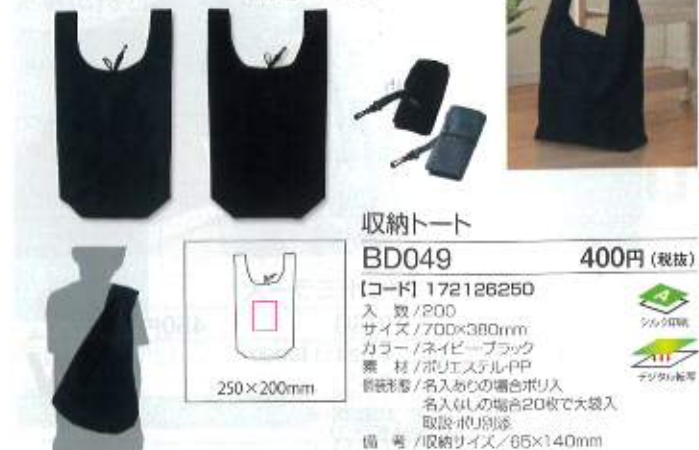 収納トート
BD049 400円(税抜)
【コード】172126250
入 数/200
サイズ/700×380mm
カラー/ネイビー・ブラック
素 材/ポリエステル・PP
個装形態/名入ありの場合ポリ入
名入なしの場合20枚で大袋入
取説・ポリ別添
備 考/収納サイズ/65×140mm
A
シルク印刷
デジタル転写
250×200mm